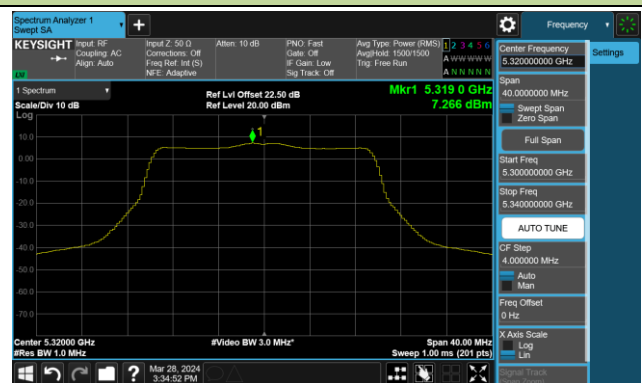 Spectrum Analyzer 1
Swept SA
+
Frequency
KEYSIGHT
Input: RF
Coupling: AC
Align: Auto
Input Z: 50 Ω
Corrections: Off
Freq Ref: Int (S)
NFE: Adaptive
Atten: 10 dB
PNO: Fast
Gate: Off
IF Gain: Low
Sig Track: Off
Avg Type: Power (RMS)
Avg|Hold: 1500/1500
Trig: Free Run
1 2 3 4 5 6
A W W W W W
A N N N N N
LV
1 Spectrum
Scale/Div 10 dB
Log
Ref Lvl Offset 22.50 dB
Ref Level 20.00 dBm
Mkr1 5.319 0 GHz
7.266 dBm
1
10.0
0.00
-10.0
-20.0
-30.0
-40.0
-50.0
-60.0
-70.0
Center 5.32000 GHz
#Res BW 1.0 MHz
#Video BW 3.0 MHz*
Span 40.00 MHz
Sweep 1.00 ms (201 pts)
Center Frequency
5.320000000 GHz
Settings
Span
40.0000000 MHz
Swept Span
Zero Span
Full Span
Start Freq
5.300000000 GHz
Stop Freq
5.340000000 GHz
AUTO TUNE
CF Step
4.000000 MHz
Auto
Man
Freq Offset
0 Hz
X Axis Scale
Log
Lin
Signal Track
?
Mar 28, 2024
3:34:52 PM